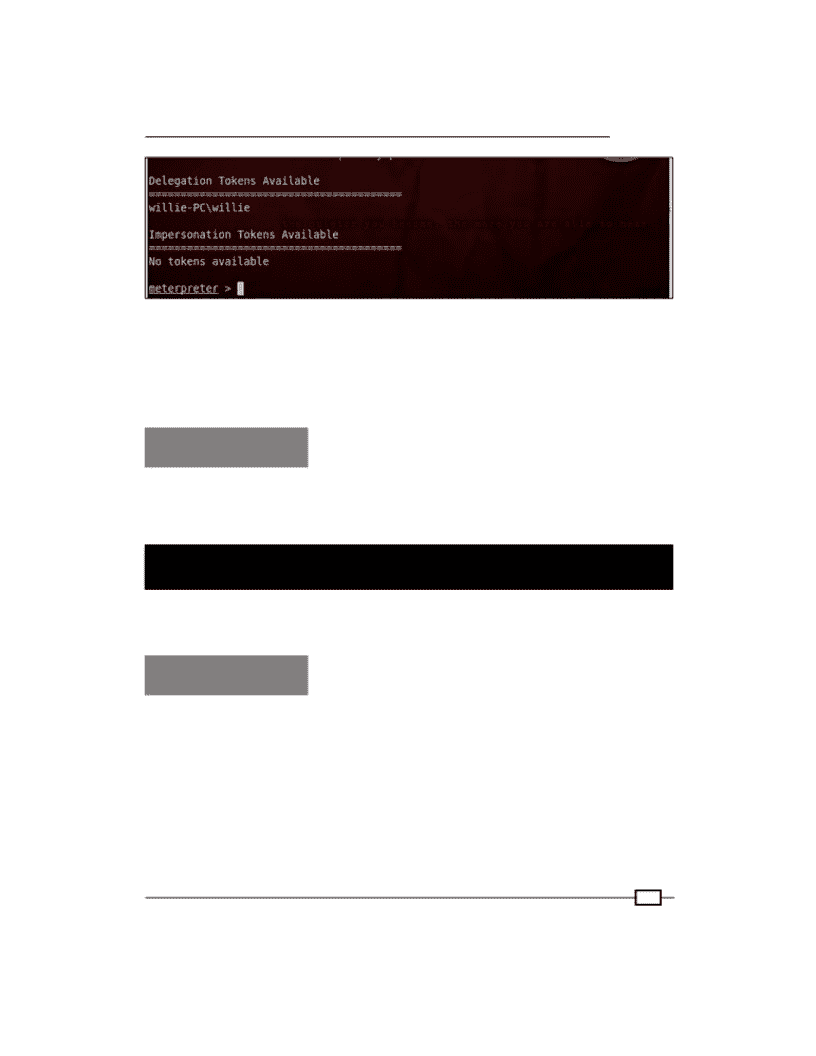 Delegation Tokens Available
========================================
willie-PC\willie
Impersonation Tokens Available
========================================
No tokens available
meterpreter >